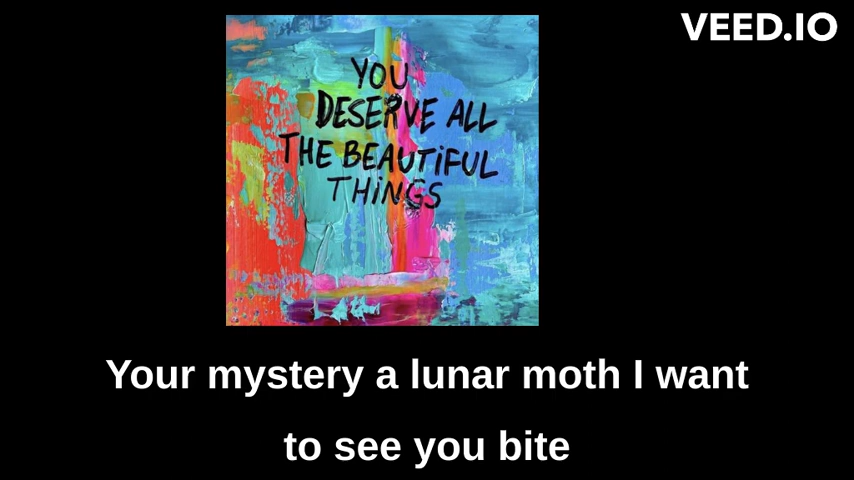 VEED.IO
YOU
DESERVE ALL
THE BEAUTiFUL
THiNGS
Your mystery a lunar moth I want
to see you bite